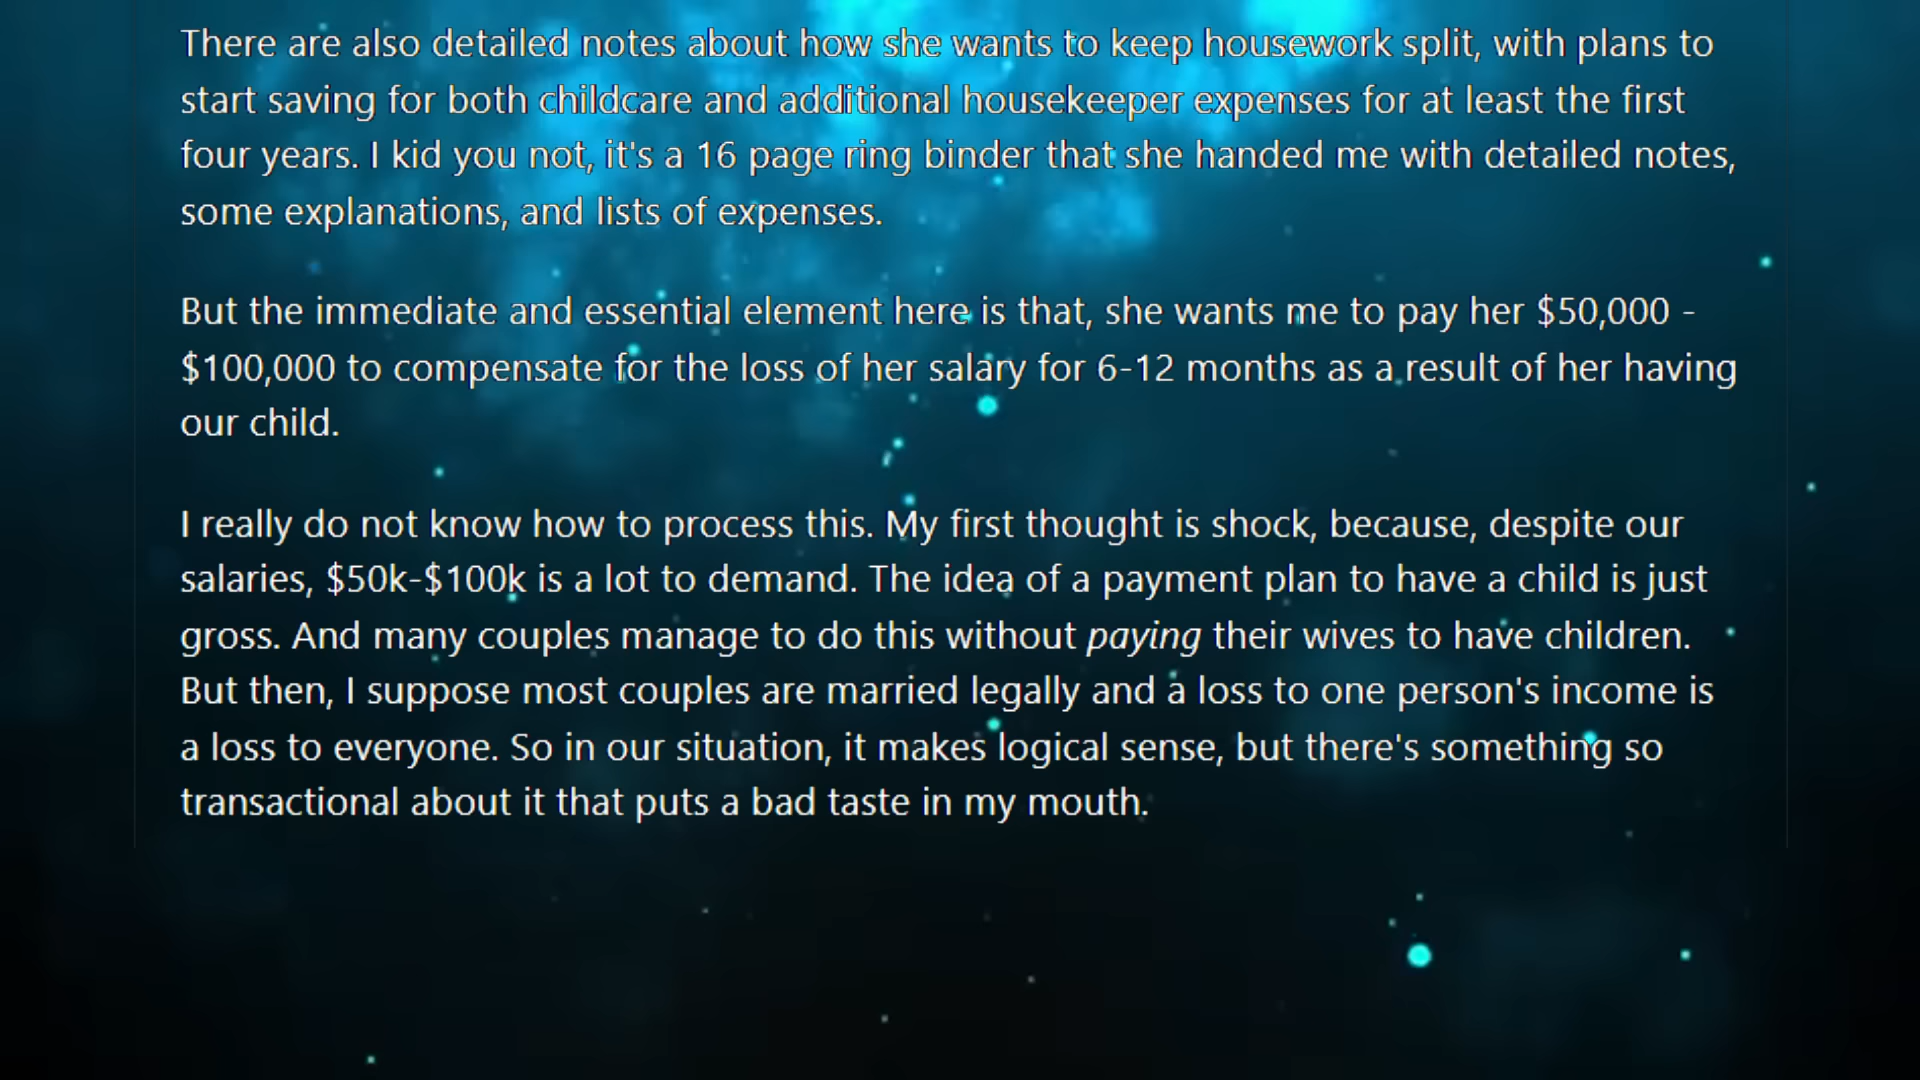 There are also detailed notes about how she wants to keep housework split, with plans to
start saving for both childcare and additional housekeeper expenses for at least the first
four years. I kid you not, it's a 16 page ring binder that she handed me with detailed notes,
some explanations, and lists of expenses.
But the immediate and essential element here is that, she wants me to pay her $50,000 -
$100,000 to compensate for the loss of her salary for 6-12 months as a result of her having
our child.
I really do not know how to process this. My first thought is shock, because, despite our
salaries, $50k-$100k is a lot to demand. The idea of a payment plan to have a child is just
gross. And many couples manage to do this without paying their wives to have children.
But then, I suppose most couples are married legally and a loss to one person's income is
a loss to everyone. So in our situation, it makes logical sense, but there's something so
transactional about it that puts a bad taste in my mouth.